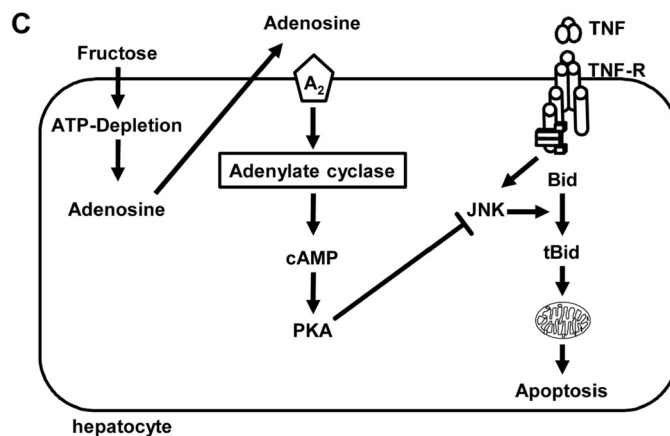 C
Adenosine
TNF
Fructose
TNF-R
A2
ATP-Depletion
Adenylate cyclase
Bid
Adenosine
JNK
cAMP
tBid
PKA
Apoptosis
hepatocyte